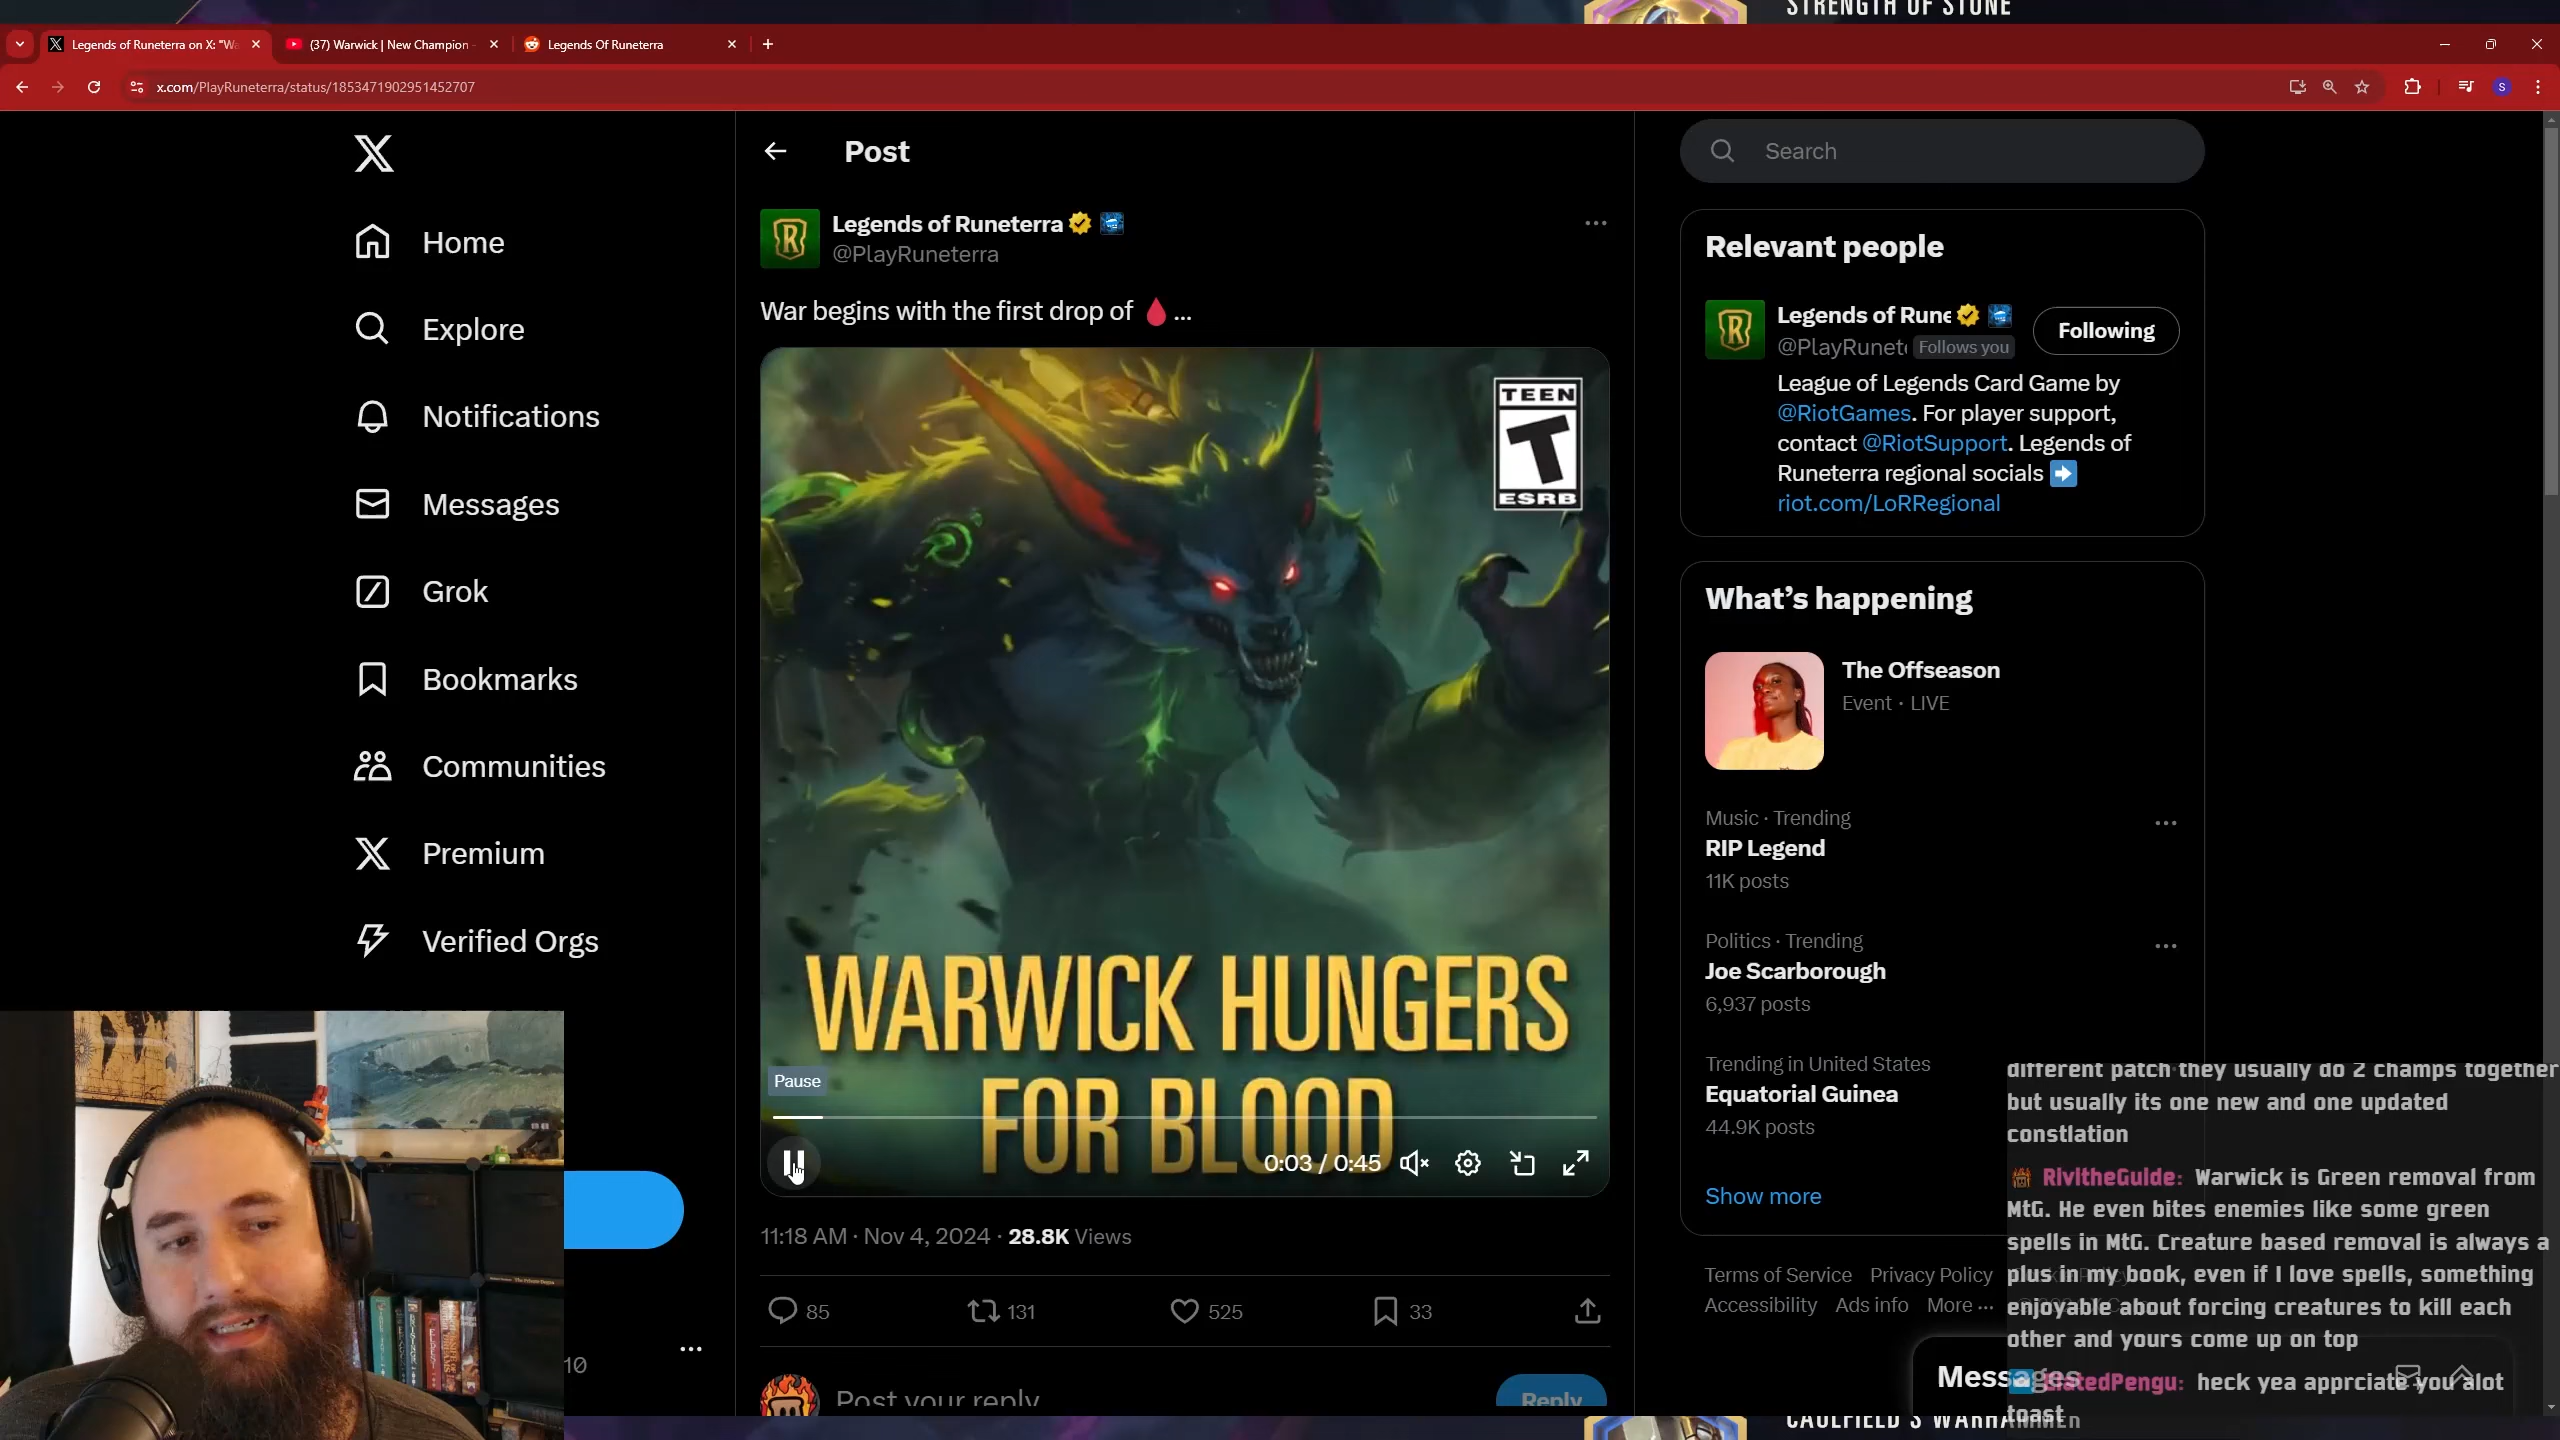 STRENGTH OF STONE
Legends of Runeterra on X: "Wa
(37) Warwick | New Champion -
Legends Of Runeterra
x.com/PlayRuneterra/status/1853471902951452707
S
Home
Explore
Notifications
Messages
Grok
Bookmarks
Communities
Premium
Verified Orgs
10
Post
Legends of Runeterra
@PlayRuneterra
War begins with the first drop of 🩸...
TEEN
T
ESRB
WARWICK HUNGERS
FOR BLOOD
Pause
0:03 / 0:45
11:18 AM · Nov 4, 2024 · 28.8K Views
85
131
525
33
Post your reply
Reply
Search
Relevant people
Legends of Rune
@PlayRunet Follows you
Following
League of Legends Card Game by
@RiotGames. For player support,
contact @RiotSupport. Legends of
Runeterra regional socials ➡
riot.com/LoRRegional
What's happening
The Offseason
Event · LIVE
Music · Trending
RIP Legend
11K posts
Politics · Trending
Joe Scarborough
6,937 posts
Trending in United States
Equatorial Guinea
44.9K posts
Show more
Terms of Service Privacy Policy
Accessibility Ads info More ...
Messages
different patch they usually do 2 champs together
but usually its one new and one updated
constlation
RivItheGuide: Warwick is Green removal from
MtG. He even bites enemies like some green
spells in MtG. Creature based removal is always a
plus in my book, even if I love spells, something
enjoyable about forcing creatures to kill each
other and yours come up on top
heck yea apprciate you alot
toast
CAULFIELD'S WARHAMMER